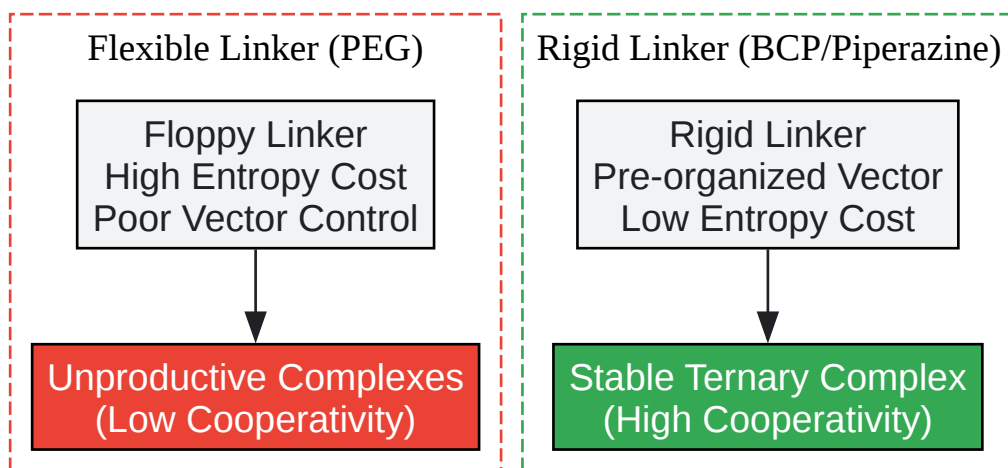 Flexible Linker (PEG)
Floppy Linker
High Entropy Cost
Poor Vector Control
Unproductive Complexes
(Low Cooperativity)
Rigid Linker (BCP/Piperazine)
Rigid Linker
Pre-organized Vector
Low Entropy Cost
Stable Ternary Complex
(High Cooperativity)